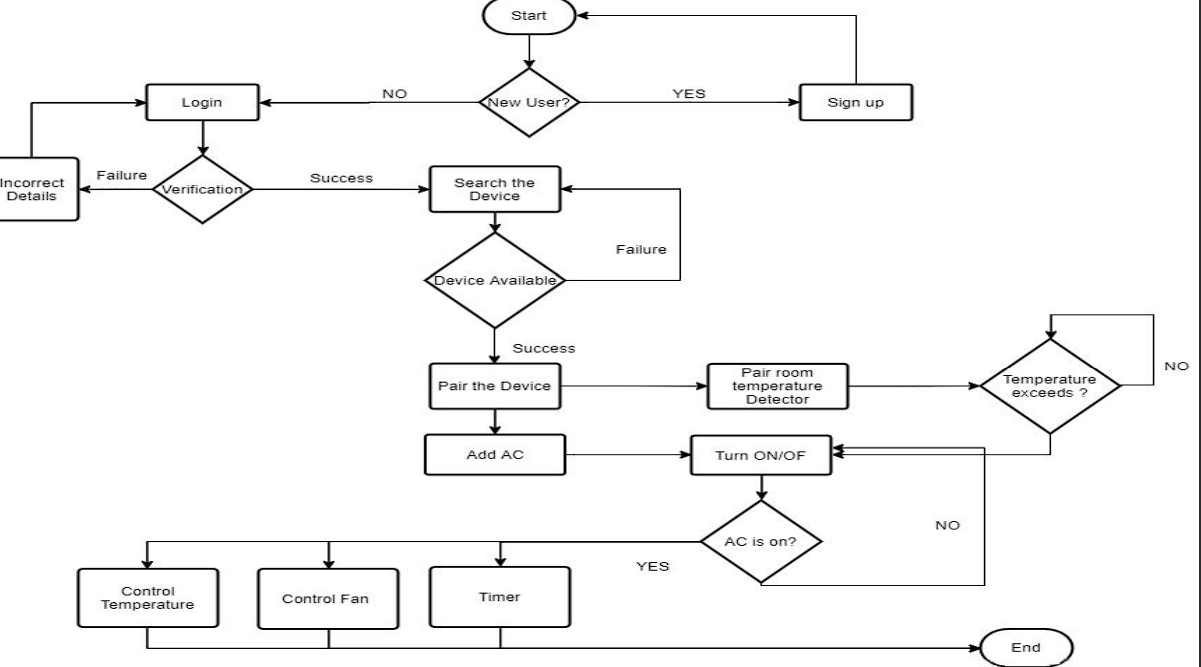 Start
NO
New User?
YES
Login
Sign up
Incorrect
Details
Failure
Verification
Success
Search the
Device
Failure
Device Available
Success
Pair the Device
Pair room
temperature
Detector
Temperature
exceeds ?
NO
Add AC
Turn ON/OF
NO
AC is on?
YES
Control
Temperature
Control Fan
Timer
End